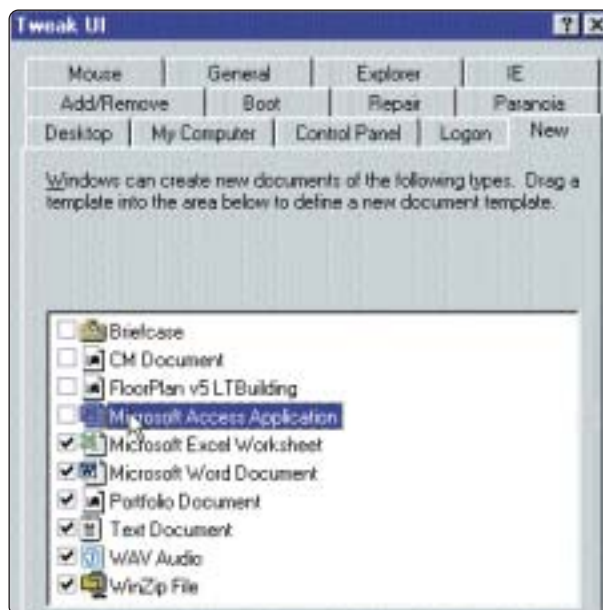 Tweak UI
Mouse General Explorer IE
Add/Remove Boot Repair Paranoia
Desktop My Computer Control Panel Logon New
Windows can create new documents of the following types. Drag a
template into the area below to define a new document template.
Briefcase
CM Document
FloorPlan v5 LTBuilding
Microsoft Access Application
Microsoft Excel Worksheet
Microsoft Word Document
Portfolio Document
Text Document
WAV Audio
WinZip File